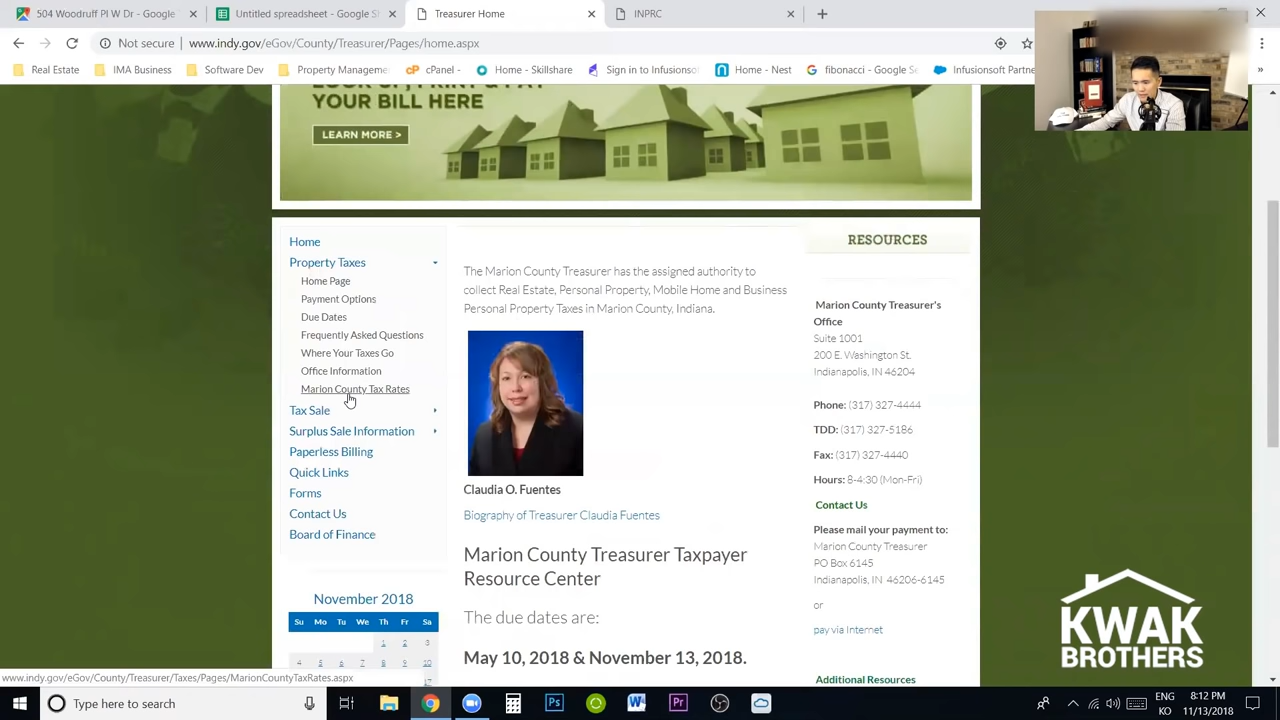 504 Woodruff Pl W Dr - Google
Untitled spreadsheet - Google Sh
Treasurer Home
INPRC
Not secure | www.indy.gov/eGov/County/Treasurer/Pages/home.aspx
Real Estate
IMA Business
Software Dev
Property Manageme
cPanel -
Home - Skillshare
Sign in to Infusionso
Home - Nest
fibonacci - Google Se
Infusionsoft Partne
YOUR BILL HERE
LEARN MORE >
Home
Property Taxes
Home Page
Payment Options
Due Dates
Frequently Asked Questions
Where Your Taxes Go
Office Information
Marion County Tax Rates
Tax Sale
Surplus Sale Information
Paperless Billing
Quick Links
Forms
Contact Us
Board of Finance
November 2018
Su Mo Tu We Th Fr Sa
1 2 3
4 5 6 7 8 9 10
17
The Marion County Treasurer has the assigned authority to
collect Real Estate, Personal Property, Mobile Home and Business
Personal Property Taxes in Marion County, Indiana.
Claudia O. Fuentes
Biography of Treasurer Claudia Fuentes
Marion County Treasurer Taxpayer
Resource Center
The due dates are:
May 10, 2018 & November 13, 2018.
RESOURCES
Marion County Treasurer's
Office
Suite 1001
200 E. Washington St.
Indianapolis, IN 46204
Phone: (317) 327-4444
TDD: (317) 327-5186
Fax: (317) 327-4440
Hours: 8-4:30 (Mon-Fri)
Contact Us
Please mail your payment to:
Marion County Treasurer
PO Box 6145
Indianapolis, IN 46206-6145
or
pay via Internet
Additional Resources
KWAK
BROTHERS
www.indy.gov/eGov/County/Treasurer/Taxes/Pages/MarionCountyTaxRates.aspx
Type here to search
ENG
KO
8:12 PM
11/13/2018